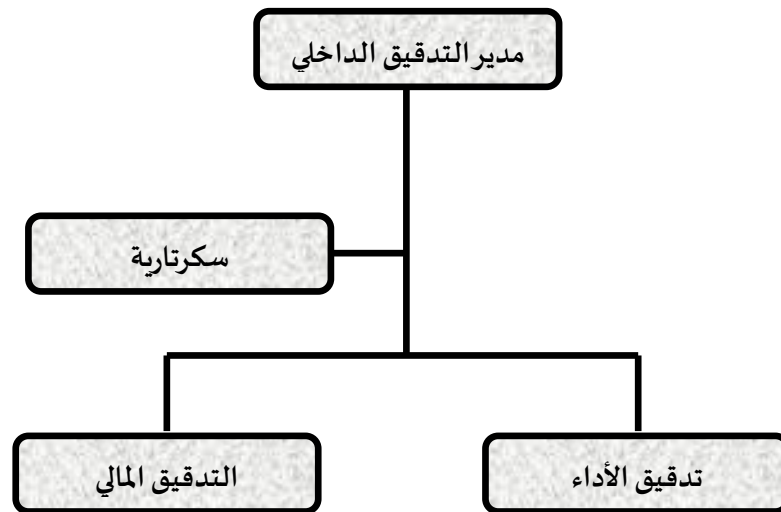 مدير التدقيق الداخلي
سكرتارية
تدقيق الأداء
التدقيق المالي